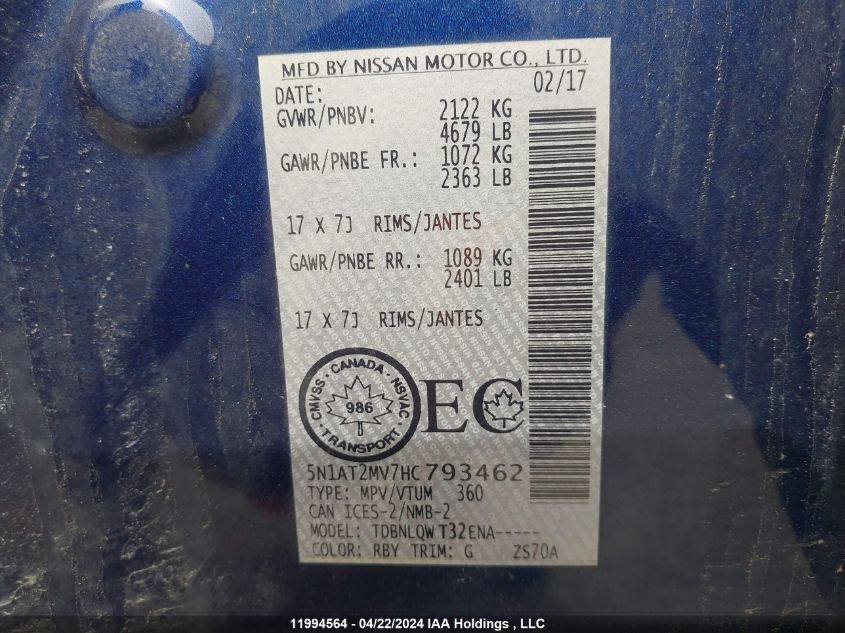 MFD BY NISSAN MOTOR CO., LTD.
DATE: 02/17
GVWR/PNBV: 2122 KG
4679 LB
GAWR/PNBE FR.: 1072 KG
2363 LB
17 X 7J RIMS/JANTES
GAWR/PNBE RR.: 1089 KG
2401 LB
17 X 7J RIMS/JANTES
CMVSS · CANADA · NSVAC · TRANSPORT ·
986
EC
5N1AT2MV7HC793462
TYPE: MPV/VTUM 360
CAN ICES-2/NMB-2
MODEL: TDBNLQW T32ENA-----
COLOR: RBY TRIM: G ZS70A
11994564 - 04/22/2024 IAA Holdings , LLC